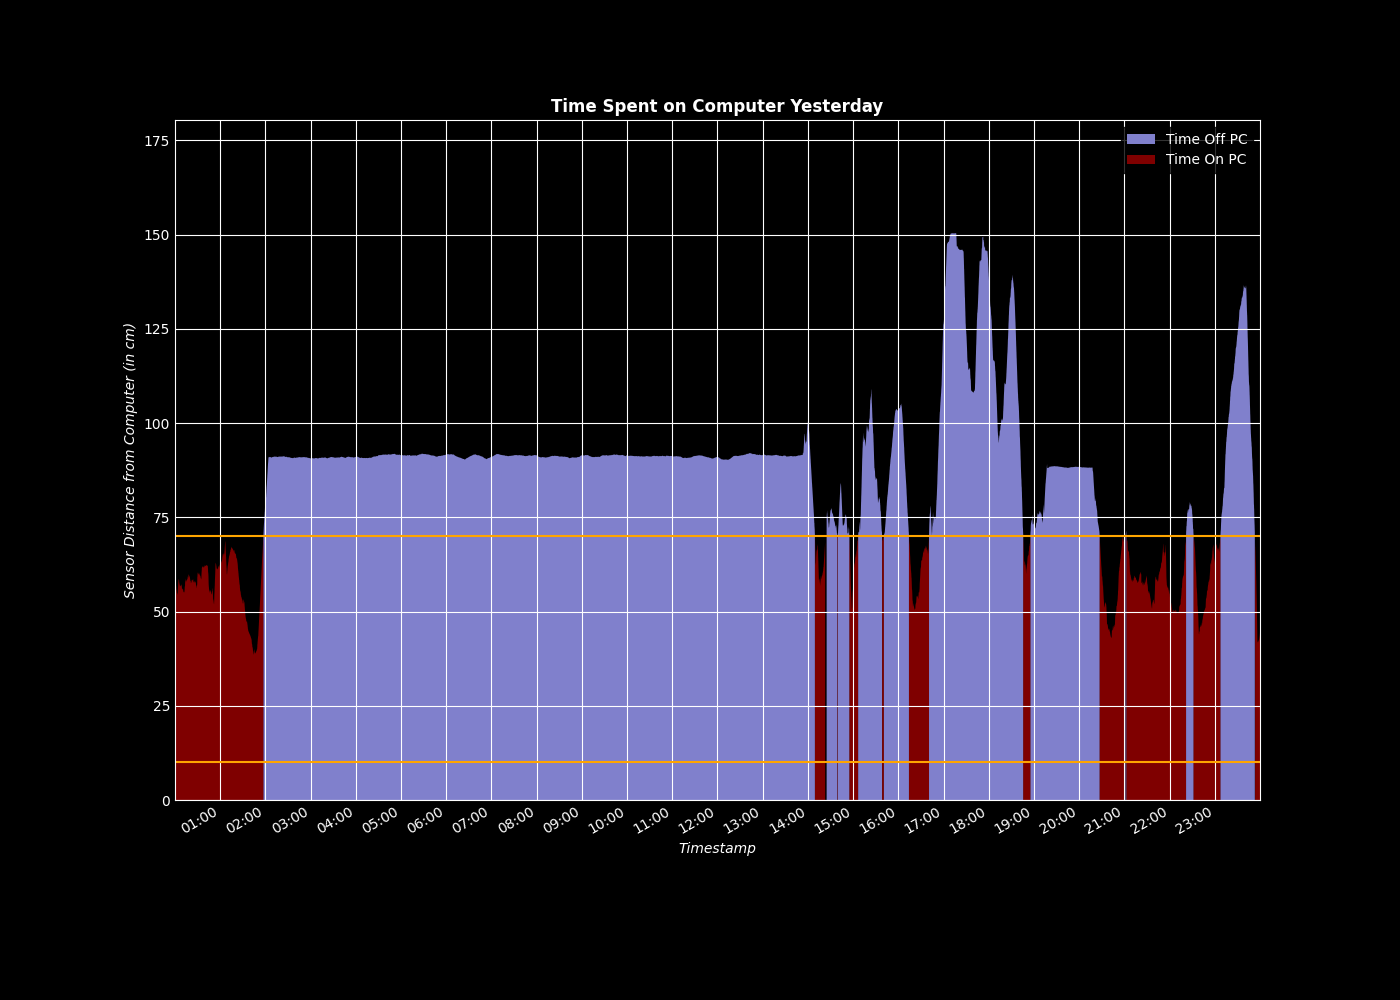 Time Spent on Computer Yesterday
Time Off PC
Time On PC
175
150
125
100
75
50
25
0
Sensor Distance from Computer (in cm)
01:00 02:00 03:00 04:00 05:00 06:00 07:00 08:00 09:00 10:00 11:00 12:00 13:00 14:00 15:00 16:00 17:00 18:00 19:00 20:00 21:00 22:00 23:00
Timestamp